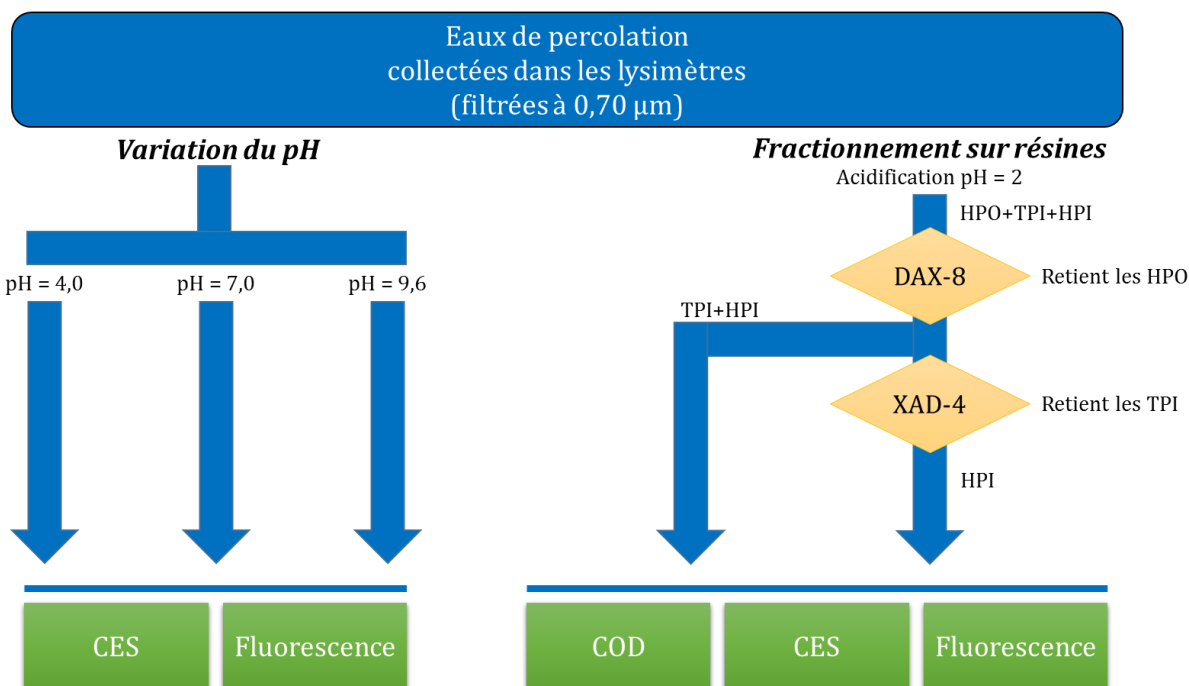 Eaux de percolation
collectées dans les lysimètres
(filtrées à 0,70 µm)
Variation du pH
pH = 4,0
pH = 7,0
pH = 9,6
CES
Fluorescence
Fractionnement sur résines
Acidification pH = 2
HPO+TPI+HPI
DAX-8
Retient les HPO
TPI+HPI
XAD-4
Retient les TPI
HPI
COD
CES
Fluorescence